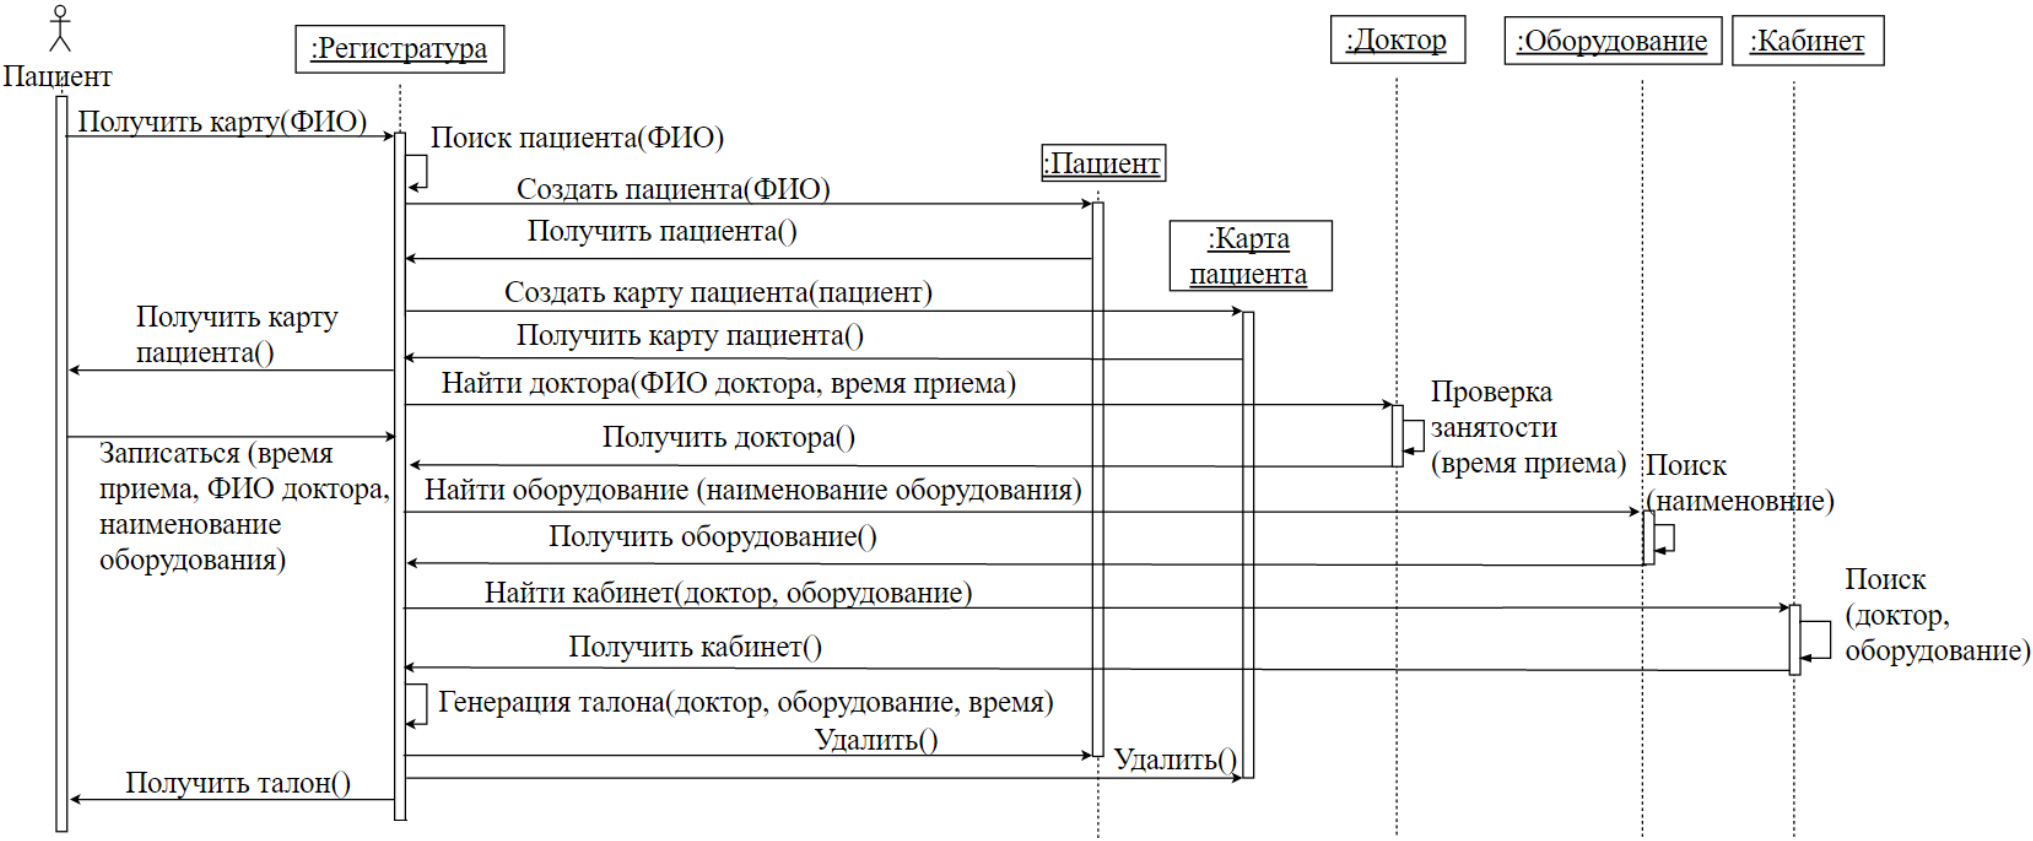 Пациент
:Регистратура
:Доктор
:Оборудование
:Кабинет
Получить карту(ФИО)
Поиск пациента(ФИО)
:Пациент
Создать пациента(ФИО)
Получить пациента()
:Карта
пациента
Создать карту пациента(пациент)
Получить карту
пациента()
Получить карту пациента()
Найти доктора(ФИО доктора, время приема)
Проверка
занятости
(время приема)
Получить доктора()
Записаться (время
приема, ФИО доктора,
наименование
оборудования)
Найти оборудование (наименование оборудования)
Поиск
(наименовние)
Получить оборудование()
Найти кабинет(доктор, оборудование)
Поиск
(доктор,
оборудование)
Получить кабинет()
Генерация талона(доктор, оборудование, время)
Удалить()
Удалить()
Получить талон()